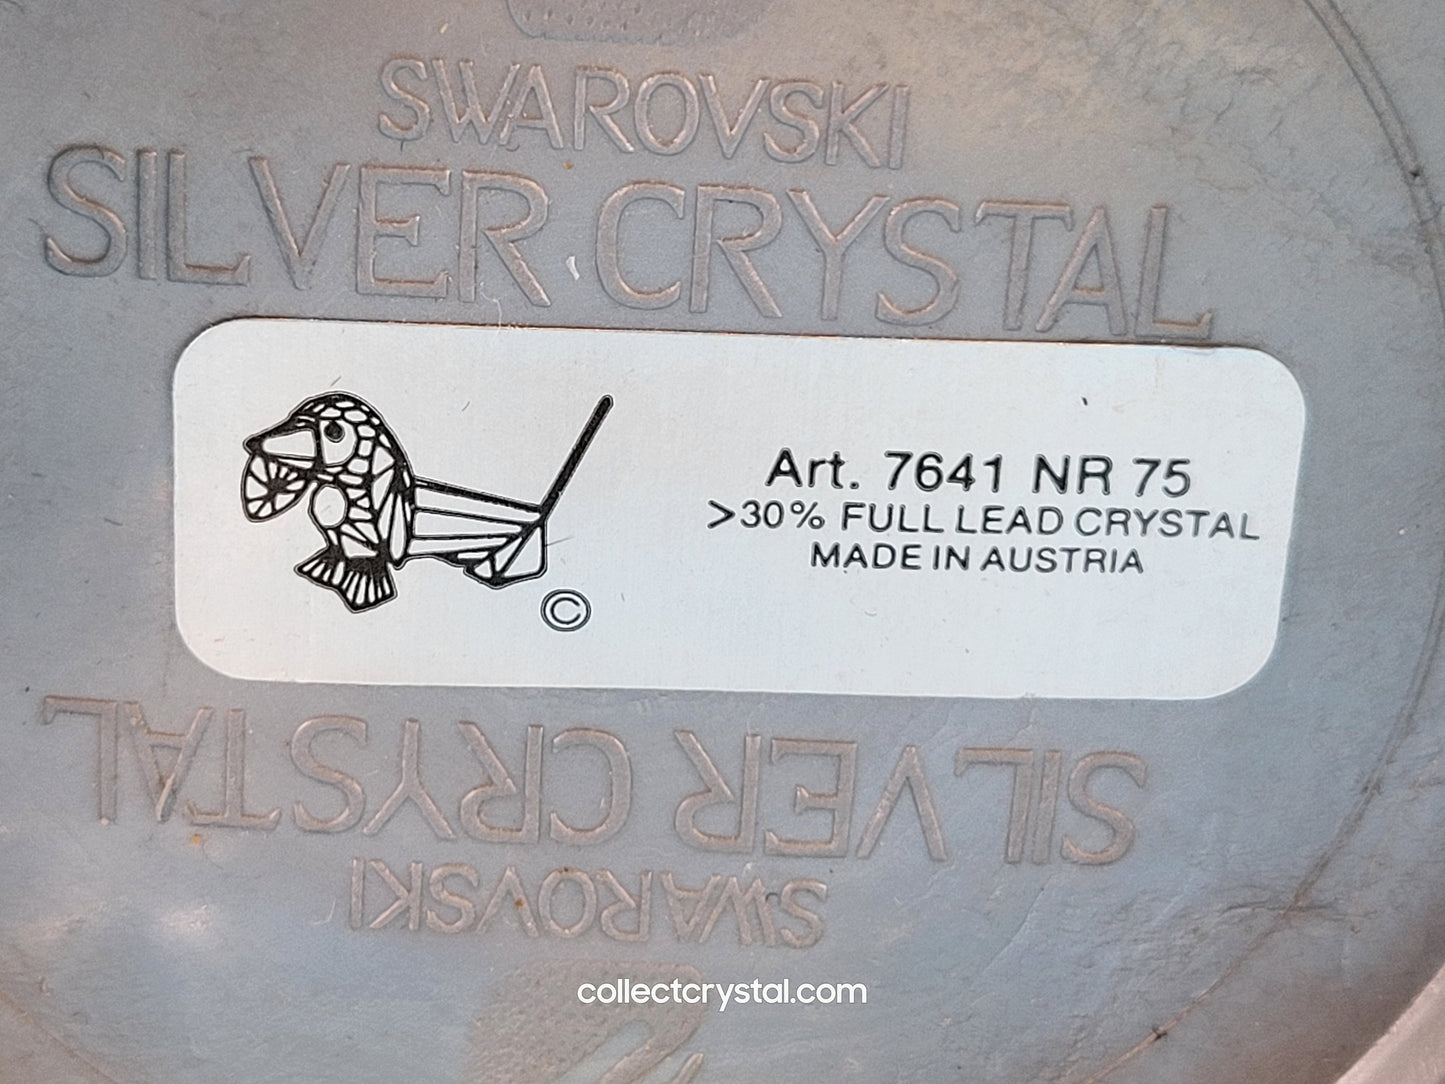 SWAROVSKI
SILVER CRYSTAL
Art. 7641 NR 75
>30% FULL LEAD CRYSTAL
MADE IN AUSTRIA
©
SILVER CRYSTAL
SWAROVSKI
collectcrystal.com